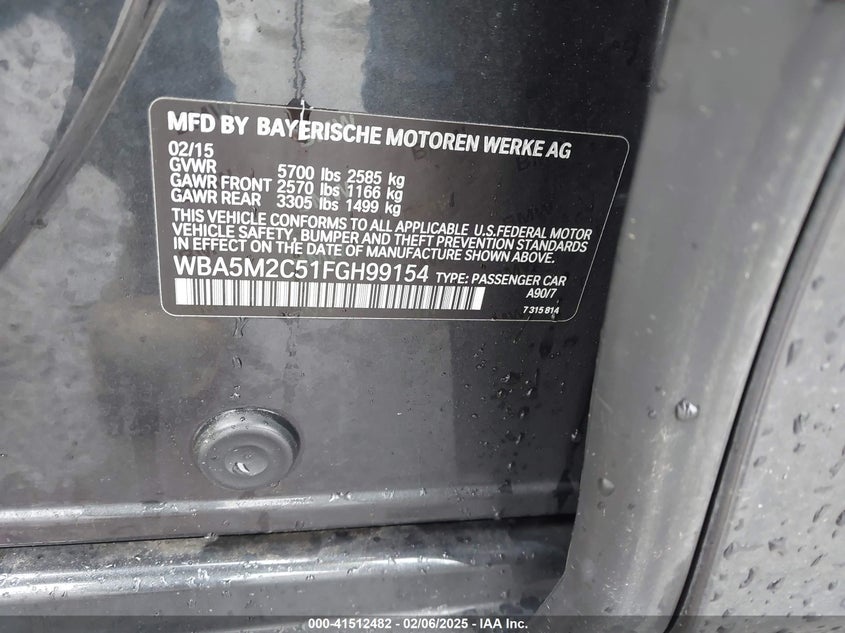 MFD BY BAYERISCHE MOTOREN WERKE AG
02/15
GVWR 5700 lbs 2585 kg
GAWR FRONT 2570 lbs 1166 kg
GAWR REAR 3305 lbs 1499 kg
THIS VEHICLE CONFORMS TO ALL APPLICABLE U.S.FEDERAL MOTOR
VEHICLE SAFETY, BUMPER AND THEFT PREVENTION STANDARDS
IN EFFECT ON THE DATE OF MANUFACTURE SHOWN ABOVE.
WBA5M2C51FGH99154 TYPE: PASSENGER CAR
A90/7
7 315 814
000-41512482 - 02/06/2025 - IAA Inc.